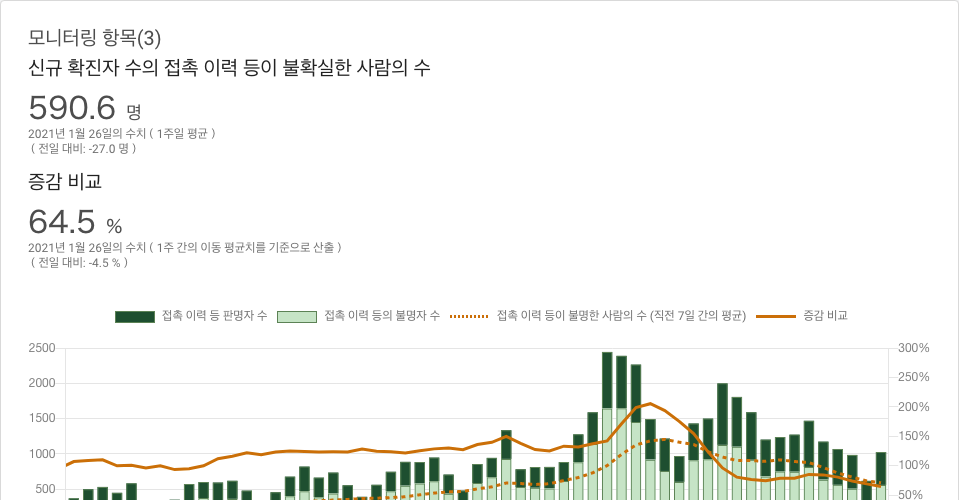 모니터링 항목(3)
신규 확진자 수의 접촉 이력 등이 불확실한 사람의 수
590.6 명
2021년 1월 26일의 수치 ( 1주일 평균 )
( 전일 대비: -27.0 명 )
증감 비교
64.5 %
2021년 1월 26일의 수치 ( 1주 간의 이동 평균치를 기준으로 산출 )
( 전일 대비: -4.5 % )
접촉 이력 등 판명자 수 접촉 이력 등의 불명자 수 접촉 이력 등이 불명한 사람의 수 (직전 7일 간의 평균) 증감 비교
2500 300%
2000 250%
1500 200%
150%
1000 100%
500 50%